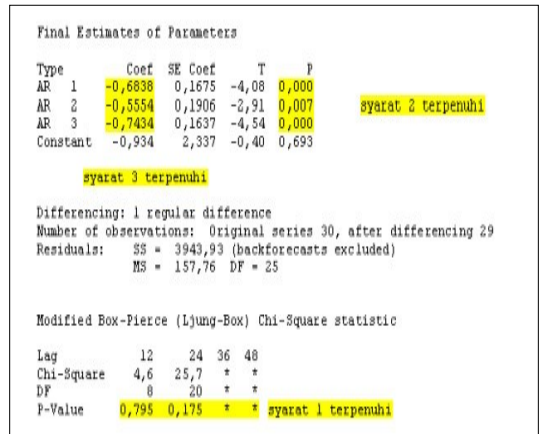 Final Estimates of Parameters
Type Coef SE Coef T P
AR 1 -0,6838 0,1675 -4,08 0,000
AR 2 -0,5554 0,1906 -2,91 0,007 syarat 2 terpenuhi
AR 3 -0,7434 0,1637 -4,54 0,000
Constant -0,934 2,337 -0,40 0,693
syarat 3 terpenuhi
Differencing: 1 regular difference
Number of observations: Original series 30, after differencing 29
Residuals: SS = 3943,93 (backforecasts excluded)
MS = 157,76 DF = 25
Modified Box-Pierce (Ljung-Box) Chi-Square statistic
Lag 12 24 36 48
Chi-Square 4,6 25,7 * *
DF 8 20 * *
P-Value 0,795 0,175 * * syarat 1 terpenuhi